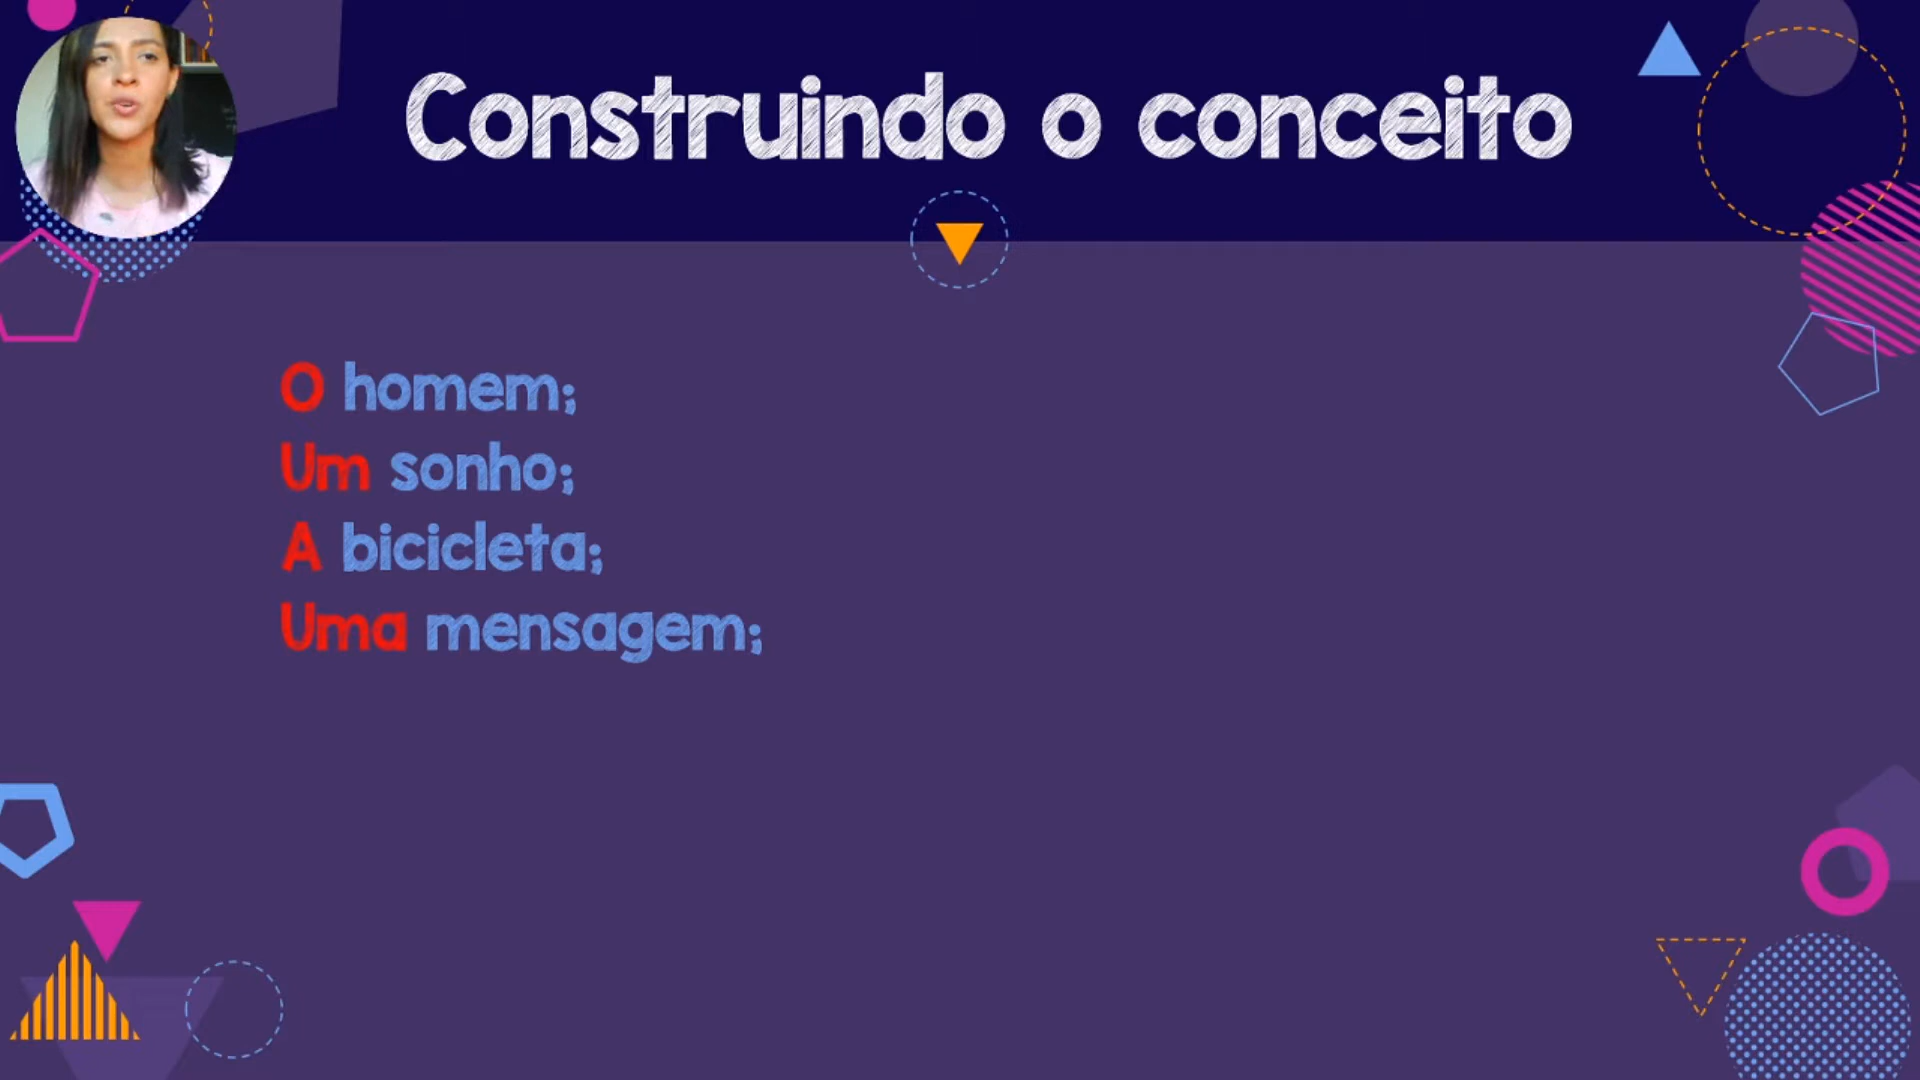 Construindo o conceito
O homem;
Um sonho;
A bicicleta;
Uma mensagem;